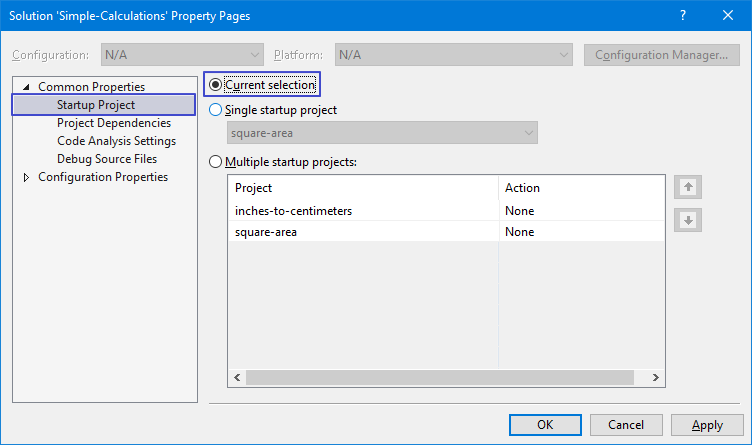 Solution 'Simple-Calculations' Property Pages
Configuration: N/A Platform: N/A Configuration Manager...
Common Properties
Startup Project
Project Dependencies
Code Analysis Settings
Debug Source Files
Configuration Properties
Current selection
Single startup project
square-area
Multiple startup projects:
Project Action
inches-to-centimeters None
square-area None
OK Cancel Apply